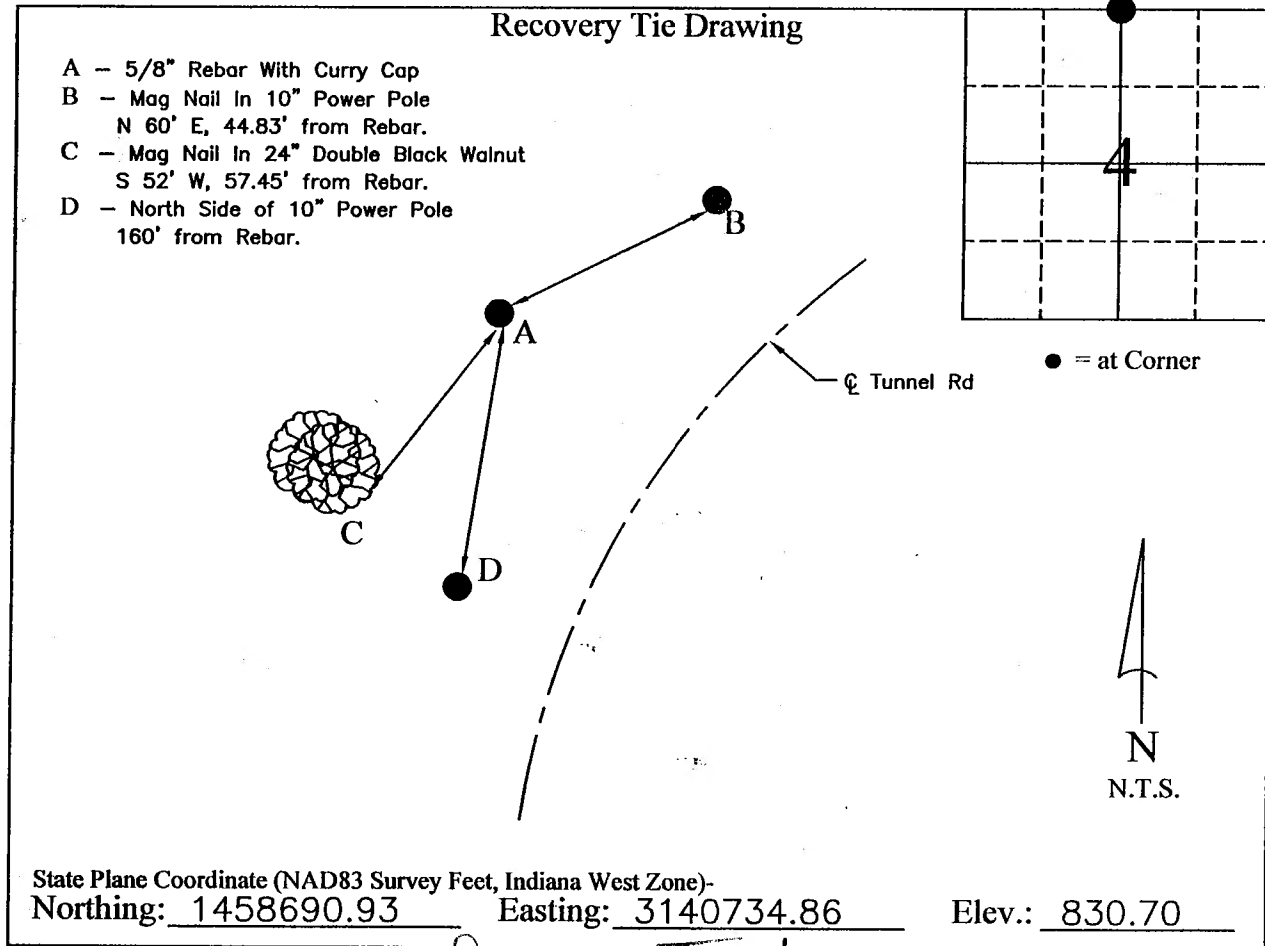 Recovery Tie Drawing
A – 5/8" Rebar With Curry Cap
B – Mag Nail In 10" Power Pole
N 60' E, 44.83' from Rebar.
C – Mag Nail In 24" Double Black Walnut
S 52' W, 57.45' from Rebar.
D – North Side of 10" Power Pole
160' from Rebar.
4
● = at Corner
B
A
℄ Tunnel Rd
C
D
N
N.T.S.
State Plane Coordinate (NAD83 Survey Feet, Indiana West Zone)-
Northing: 1458690.93 Easting: 3140734.86 Elev.: 830.70